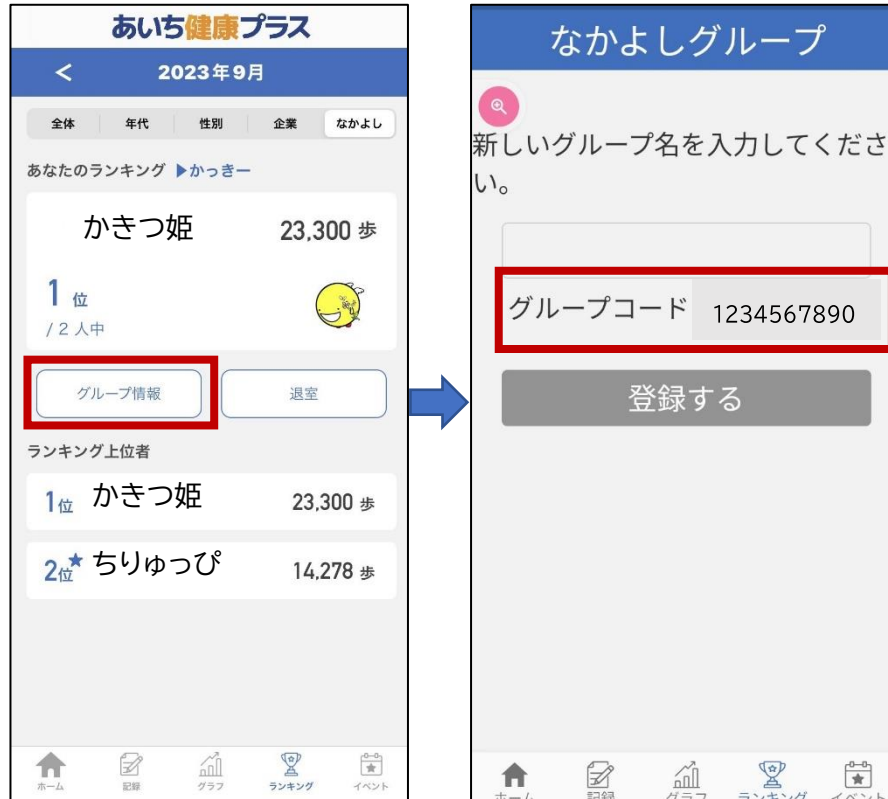 あいち健康プラス
< 2023年9月
全体 年代 性別 企業 なかよし
あなたのランキング ▶かっきー
かきつ姫 23,300 歩
1 位
/ 2 人中
グループ情報 退室
ランキング上位者
1位 かきつ姫 23,300 歩
2位★ ちりゅっぴ 14,278 歩
ホーム 記録 グラフ ランキング イベント
なかよしグループ
新しいグループ名を入力してくださ
い。
グループコード 1234567890
登録する
ホーム 記録 グラフ ランキング イベント